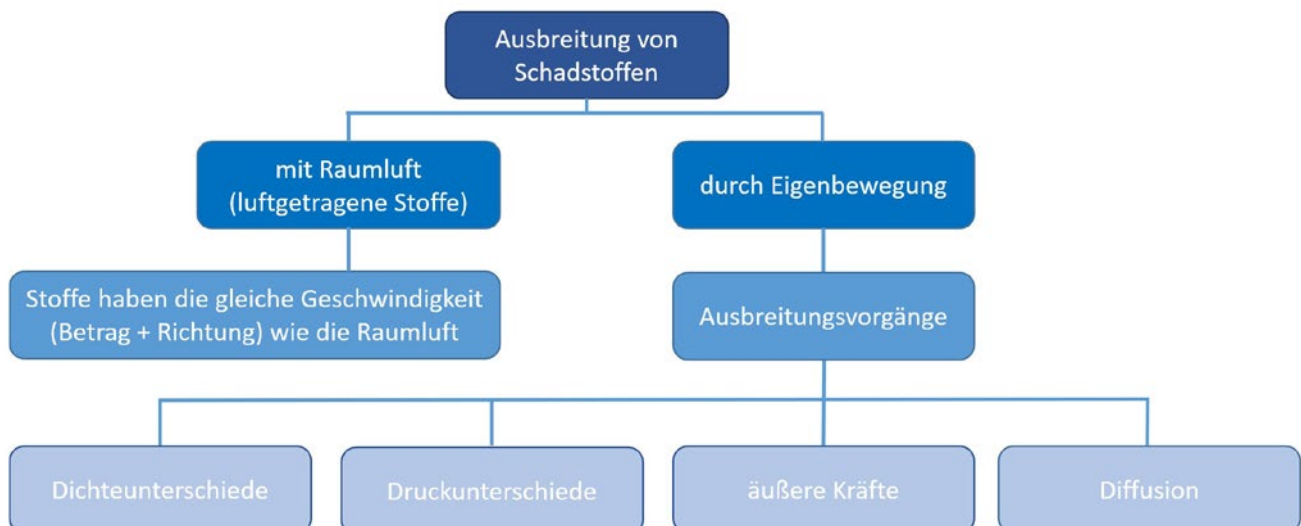 Ausbreitung von
Schadstoffen
mit Raumluft
(luftgetragene Stoffe)
durch Eigenbewegung
Stoffe haben die gleiche Geschwindigkeit
(Betrag + Richtung) wie die Raumluft
Ausbreitungsvorgänge
Dichteunterschiede
Druckunterschiede
äußere Kräfte
Diffusion